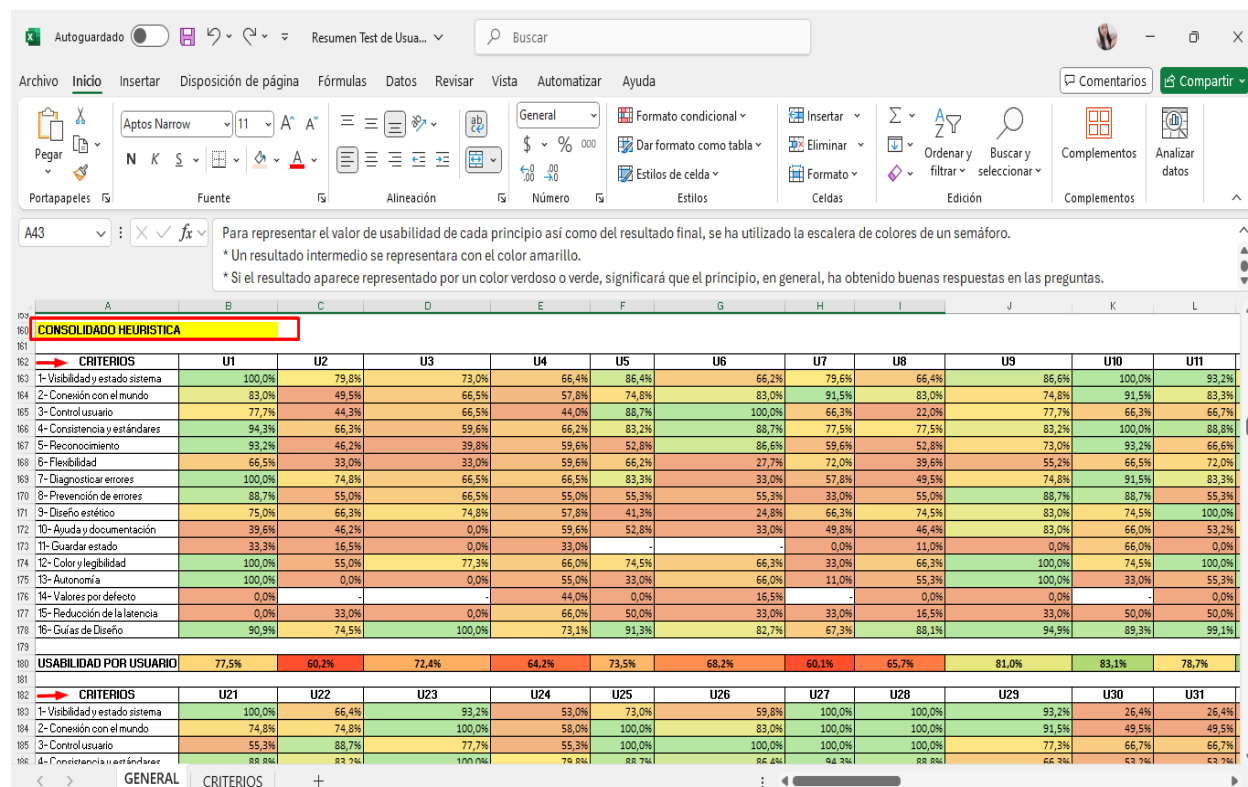 Autoguardado
Resumen Test de Usua...
Buscar
Archivo Inicio Insertar Disposición de página Fórmulas Datos Revisar Vista Automatizar Ayuda
Comentarios Compartir
Pegar
Portapapeles
Aptos Narrow 11
N K S
Fuente
Alineación
General
$ % 000
Número
Formato condicional
Dar formato como tabla
Estilos de celda
Estilos
Insertar
Eliminar
Formato
Celdas
Ordenar y filtrar
Buscar y seleccionar
Edición
Complementos
Complementos
Analizar datos
A43 fx Para representar el valor de usabilidad de cada principio así como del resultado final, se ha utilizado la escalera de colores de un semáforo.
* Un resultado intermedio se representara con el color amarillo.
* Si el resultado aparece representado por un color verdoso o verde, significará que el principio, en general, ha obtenido buenas respuestas en las preguntas.
A B C D E F G H I J K L
160 CONSOLIDADO HEURISTICA
161
162 CRITERIOS U1 U2 U3 U4 U5 U6 U7 U8 U9 U10 U11
163 1- Visibilidad y estado sistema 100,0% 79,8% 73,0% 66,4% 86,4% 66,2% 79,6% 66,4% 86,6% 100,0% 93,2%
164 2- Conexión con el mundo 83,0% 49,5% 66,5% 57,8% 74,8% 83,0% 91,5% 83,0% 74,8% 91,5% 83,3%
165 3- Control usuario 77,7% 44,3% 66,5% 44,0% 88,7% 100,0% 66,3% 22,0% 77,7% 66,3% 66,7%
166 4- Consistencia y estándares 94,3% 66,3% 59,6% 66,2% 83,2% 88,7% 77,5% 77,5% 83,2% 100,0% 88,8%
167 5- Reconocimiento 93,2% 46,2% 39,8% 59,6% 52,8% 86,6% 59,6% 52,8% 73,0% 93,2% 66,6%
168 6- Flexibilidad 66,5% 33,0% 33,0% 59,6% 66,2% 27,7% 72,0% 39,6% 55,2% 66,5% 72,0%
169 7- Diagnosticar errores 100,0% 74,8% 66,5% 66,5% 83,3% 33,0% 57,8% 49,5% 74,8% 91,5% 83,3%
170 8- Prevención de errores 88,7% 55,0% 66,5% 55,0% 55,3% 55,3% 33,0% 55,0% 88,7% 88,7% 55,3%
171 9- Diseño estético 75,0% 66,3% 74,8% 57,8% 41,3% 24,8% 66,3% 74,5% 83,0% 74,5% 100,0%
172 10- Ayuda y documentación 39,6% 46,2% 0,0% 59,6% 52,8% 33,0% 49,8% 46,4% 83,0% 66,0% 53,2%
173 11- Guardar estado 33,3% 16,5% 0,0% 33,0% - - 0,0% 11,0% 0,0% 66,0% 0,0%
174 12- Color y legibilidad 100,0% 55,0% 77,3% 66,0% 74,5% 66,3% 33,0% 66,3% 100,0% 74,5% 100,0%
175 13- Autonomía 100,0% 0,0% 0,0% 55,0% 33,0% 66,0% 11,0% 55,3% 100,0% 33,0% 55,3%
176 14- Valores por defecto 0,0% - - 44,0% 0,0% 16,5% - 0,0% 0,0% - 0,0%
177 15- Reducción de la latencia 0,0% 33,0% 0,0% 66,0% 50,0% 33,0% 33,0% 16,5% 33,0% 50,0% 50,0%
178 16- Guías de Diseño 90,9% 74,5% 100,0% 73,1% 91,3% 82,7% 67,3% 88,1% 94,9% 89,3% 99,1%
179
180 USABILIDAD POR USUARIO 77,5% 60,2% 72,4% 64,2% 73,5% 68,2% 60,1% 65,7% 81,0% 83,1% 78,7%
181
182 CRITERIOS U21 U22 U23 U24 U25 U26 U27 U28 U29 U30 U31
183 1- Visibilidad y estado sistema 100,0% 66,4% 93,2% 53,0% 73,0% 59,8% 100,0% 100,0% 93,2% 26,4% 26,4%
184 2- Conexión con el mundo 74,8% 74,8% 100,0% 58,0% 100,0% 83,0% 100,0% 100,0% 91,5% 49,5% 49,5%
185 3- Control usuario 55,3% 88,7% 77,7% 55,3% 100,0% 100,0% 100,0% 100,0% 77,3% 66,7% 66,7%
186 4- Consistencia y estándares 88,8% 83,2% 100,0% 79,8% 88,7% 86,4% 94,3% 88,8% 66,3% 53,2% 53,2%
GENERAL CRITERIOS +